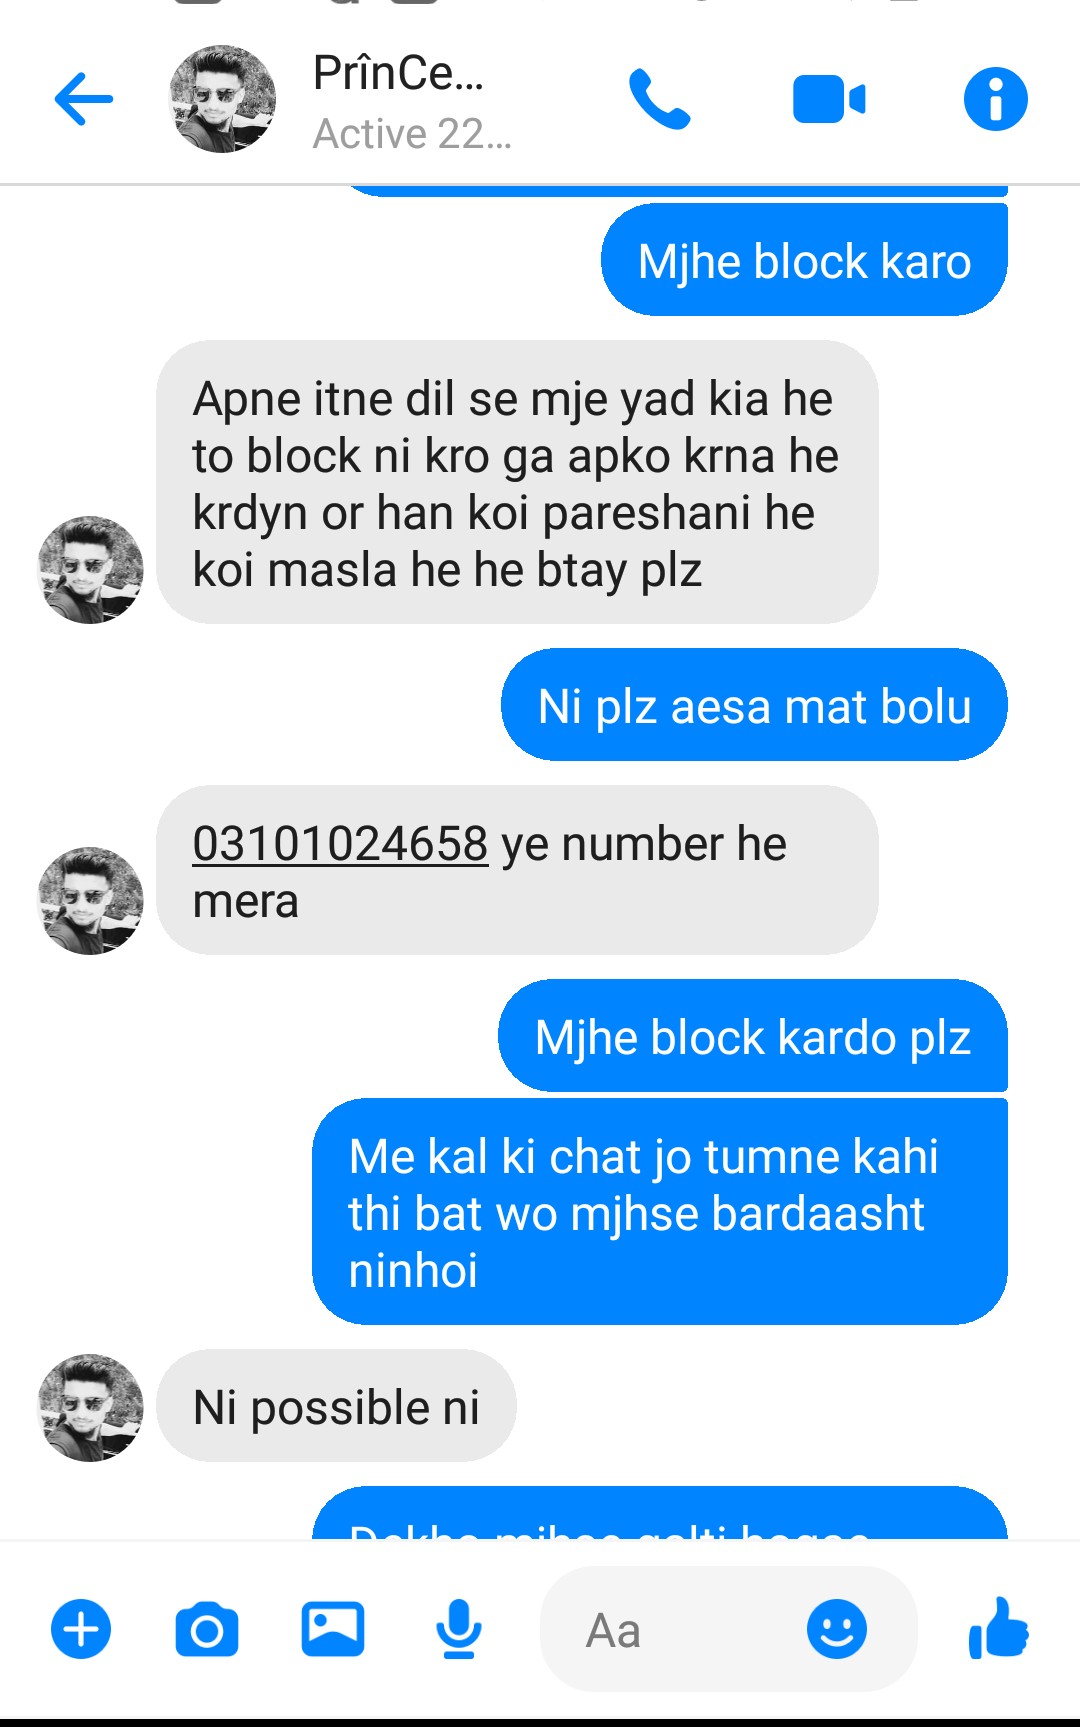 PrînCe...
Active 22...
Mjhe block karo
Apne itne dil se mje yad kia he
to block ni kro ga apko krna he
krdyn or han koi pareshani he
koi masla he he btay plz
Ni plz aesa mat bolu
03101024658 ye number he
mera
Mjhe block kardo plz
Me kal ki chat jo tumne kahi
thi bat wo mjhse bardaasht
ninhoi
Ni possible ni
Aa